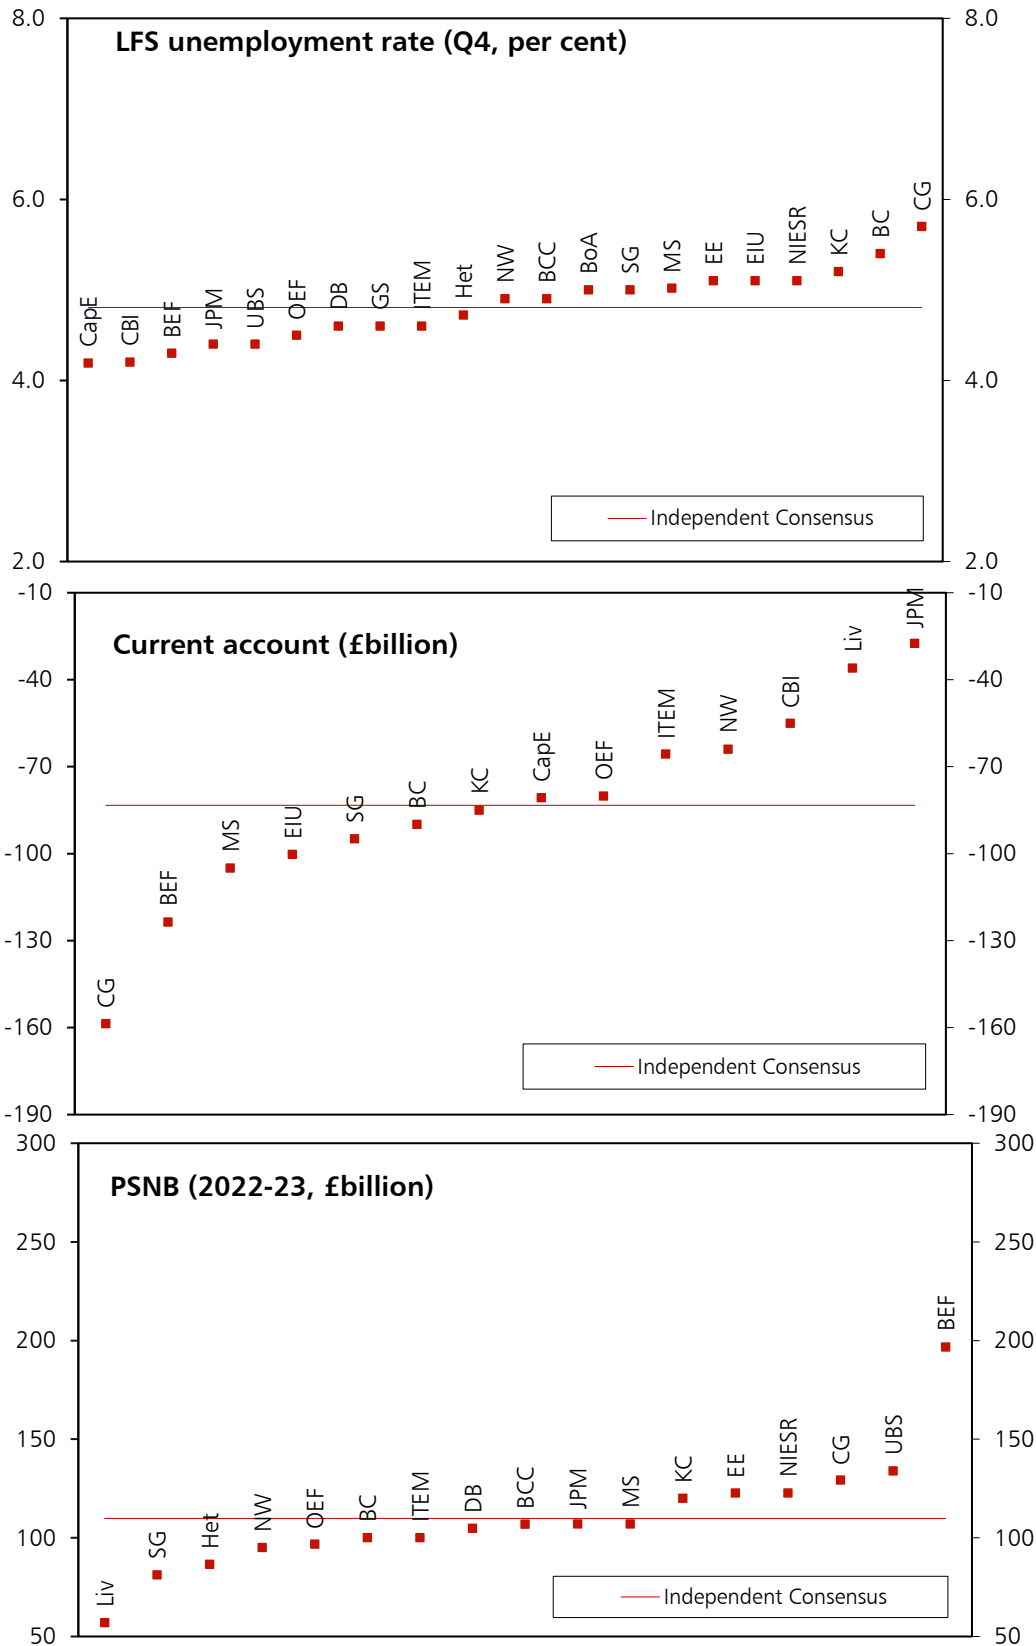 LFS unemployment rate (Q4, per cent)
8.0 8.0
6.0 6.0
4.0 4.0
2.0 2.0
CapE CBI BEF JPM UBS OEF DB GS ITEM Het NW BCC BoA SG MS EE EIU NIESR KC BC CG
Independent Consensus
Current account (£billion)
-10 -10
-40 -40
-70 -70
-100 -100
-130 -130
-160 -160
-190 -190
CG BEF MS EIU SG BC KC CapE OEF ITEM NW CBI Liv JPM
Independent Consensus
PSNB (2022-23, £billion)
300 300
250 250
200 200
150 150
100 100
50 50
Liv SG Het NW OEF BC ITEM DB BCC JPM MS KC EE NIESR CG UBS BEF
Independent Consensus